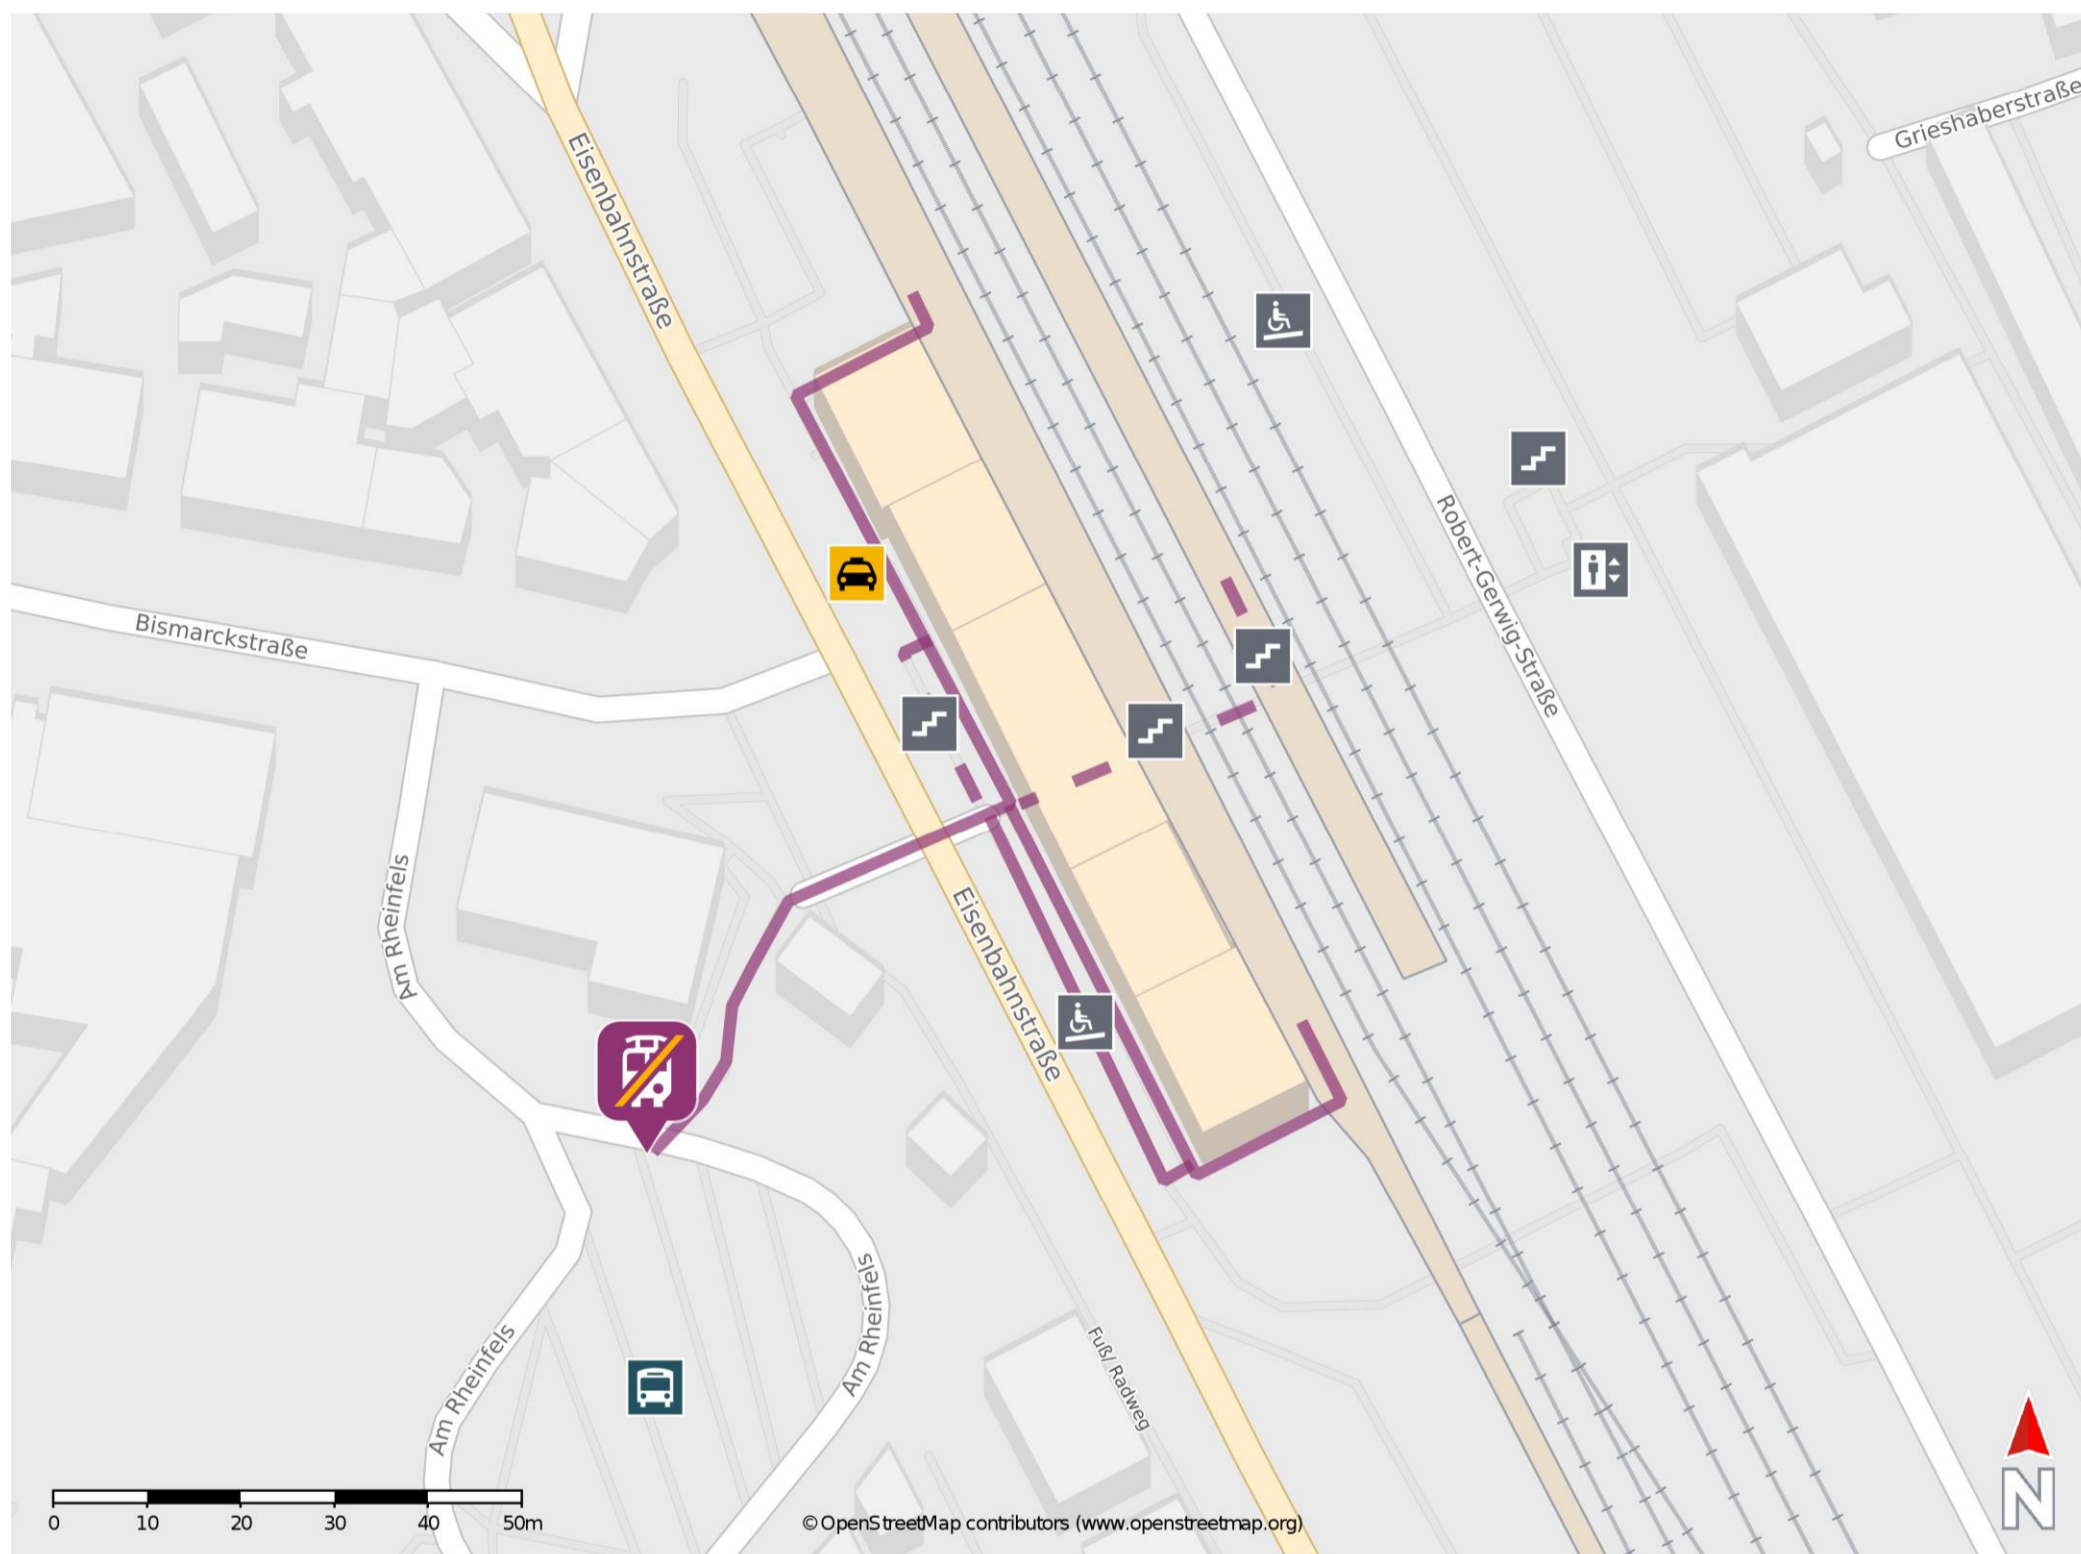 Grieshaberstraße
Eisenbahnstraße
Robert-Gerwig-Straße
Bismarckstraße
Am Rheinfels
Eisenbahnstraße
Am Rheinfels
Am Rheinfels
Fuß/ Radweg
N
0 10 20 30 40 50m
© OpenStreetMap contributors (www.openstreetmap.org)